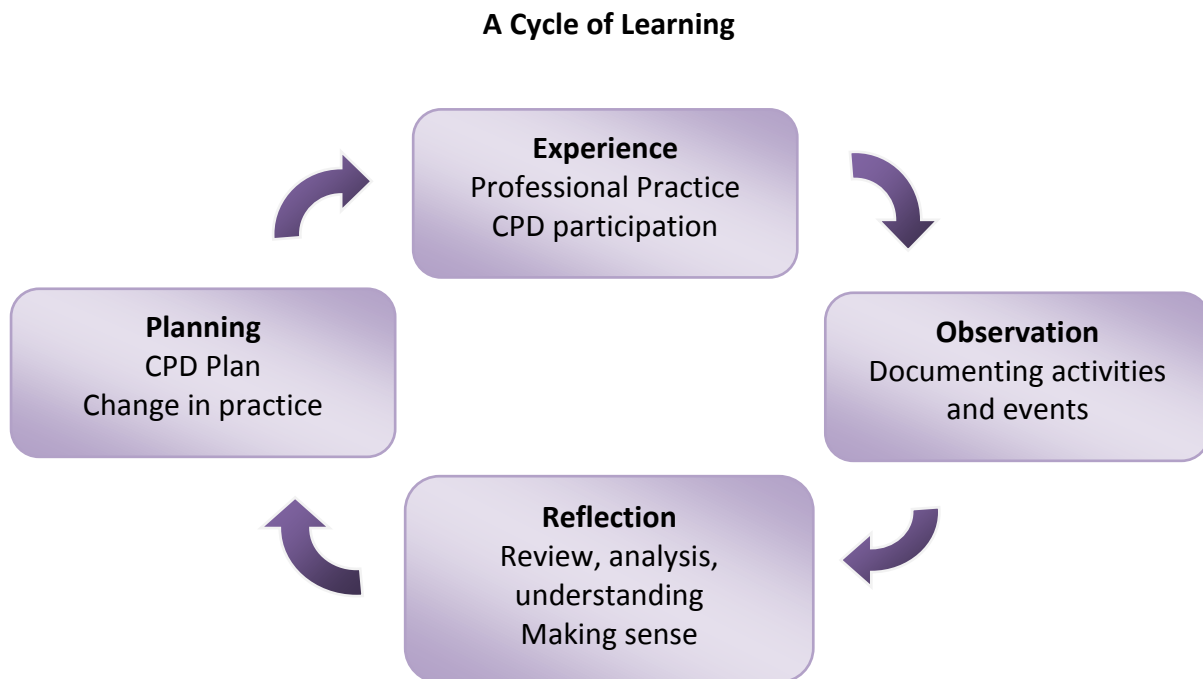 A Cycle of Learning
Experience
Professional Practice
CPD participation
Observation
Documenting activities
and events
Reflection
Review, analysis,
understanding
Making sense
Planning
CPD Plan
Change in practice